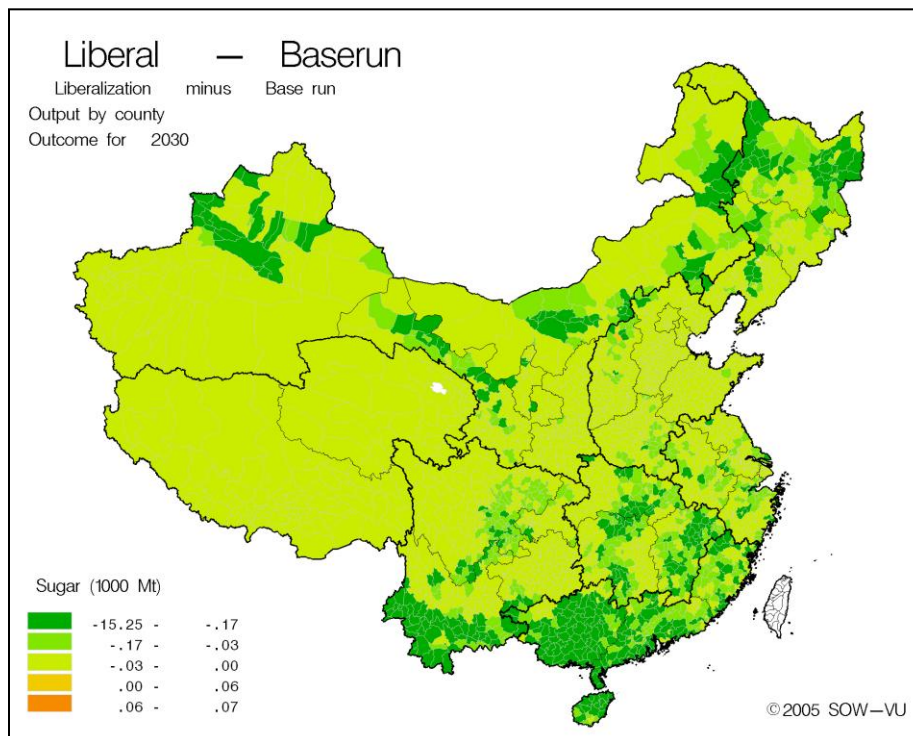 Liberal — Baserun
Liberalization minus Base run
Output by county
Outcome for 2030
Sugar (1000 Mt)
-15.25 - -.17
-.17 - -.03
-.03 - .00
.00 - .06
.06 - .07
©2005 SOW—VU